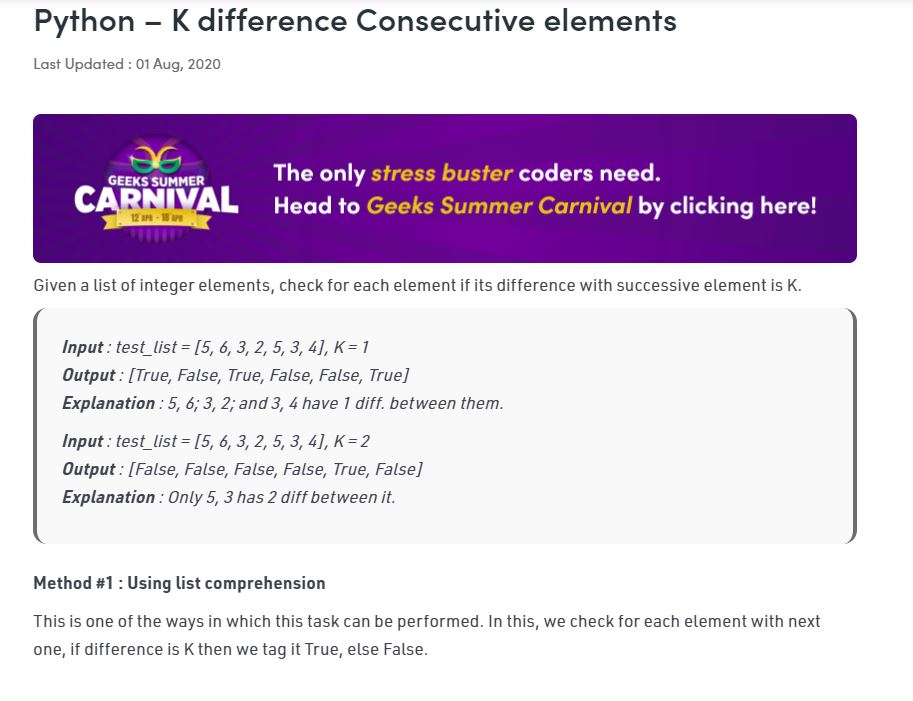 Python – K difference Consecutive elements
Last Updated : 01 Aug, 2020
GEEKS SUMMER
CARNIVAL
12 APR - 18 APR
The only stress buster coders need.
Head to Geeks Summer Carnival by clicking here!
Given a list of integer elements, check for each element if its difference with successive element is K.
Input : test_list = [5, 6, 3, 2, 5, 3, 4], K = 1
Output : [True, False, True, False, False, True]
Explanation : 5, 6; 3, 2; and 3, 4 have 1 diff. between them.
Input : test_list = [5, 6, 3, 2, 5, 3, 4], K = 2
Output : [False, False, False, False, True, False]
Explanation : Only 5, 3 has 2 diff between it.
Method #1 : Using list comprehension
This is one of the ways in which this task can be performed. In this, we check for each element with next
one, if difference is K then we tag it True, else False.